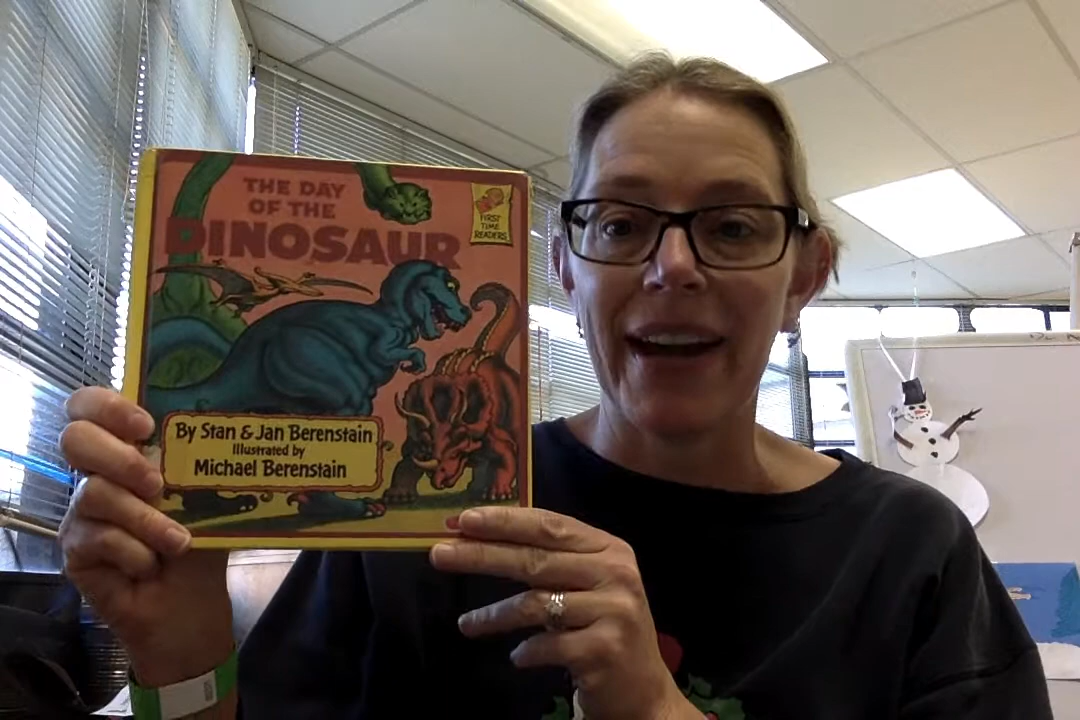 THE DAY
OF THE
DINOSAUR
FIRST
TIME
READERS
By Stan & Jan Berenstain
Illustrated by
Michael Berenstain